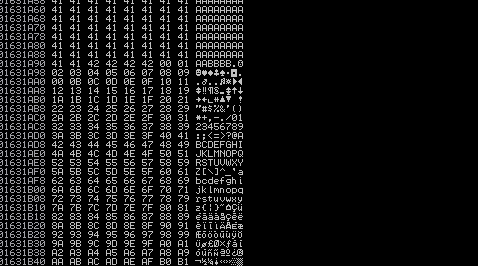 01631A58 41 41 41 41 41 41 41 41 AAAAAAAA
01631A60 41 41 41 41 41 41 41 41 AAAAAAAA
01631A68 41 41 41 41 41 41 41 41 AAAAAAAA
01631A70 41 41 41 41 41 41 41 41 AAAAAAAA
01631A78 41 41 41 41 41 41 41 41 AAAAAAAA
01631A80 41 41 41 41 41 41 41 41 AAAAAAAA
01631A88 41 41 41 41 41 41 41 41 AAAAAAAA
01631A90 41 41 42 42 42 42 00 01 AABBBB.☺
01631A98 02 03 04 05 06 07 08 09 ☻♥♦♣♠•◘.
01631AA0 00 0B 0C 0D 0E 0F 10 11 .♂..♫☼►◄
01631AA8 12 13 14 15 16 17 18 19 ↕‼¶§_↨↑↓
01631AB0 1A 1B 1C 1D 1E 1F 20 21 →←∟↔▲▼ !
01631AB8 22 23 24 25 26 27 28 29 "#$%&'()
01631AC0 2A 2B 2C 2D 2E 2F 30 31 *+,-./01
01631AC8 32 33 34 35 36 37 38 39 23456789
01631AD0 3A 3B 3C 3D 3E 3F 40 41 :;<=>?@A
01631AD8 42 43 44 45 46 47 48 49 BCDEFGHI
01631AE0 4A 4B 4C 4D 4E 4F 50 51 JKLMNOPQ
01631AE8 52 53 54 55 56 57 58 59 RSTUVWXY
01631AF0 5A 5B 5C 5D 5E 5F 60 61 Z[\]^_`a
01631AF8 62 63 64 65 66 67 68 69 bcdefghi
01631B00 6A 6B 6C 6D 6E 6F 70 71 jklmnopq
01631B08 72 73 74 75 76 77 78 79 rstuvwxy
01631B10 7A 7B 7C 7D 7E 7F 80 81 z{|}~⌂Çü
01631B18 82 83 84 85 86 87 88 89 éâäàåçêë
01631B20 8A 8B 8C 8D 8E 8F 90 91 èïîìÄÅÉæ
01631B28 92 93 94 95 96 97 98 99 ÆôöòûùÿÖ
01631B30 9A 9B 9C 9D 9E 9F A0 A1 Üø£Ø×ƒáí
01631B38 A2 A3 A4 A5 A6 A7 A8 A9 óúñÑªº¿®
01631B40 AA AB AC AD AE AF B0 B1 ¬½¼¡«»░▒